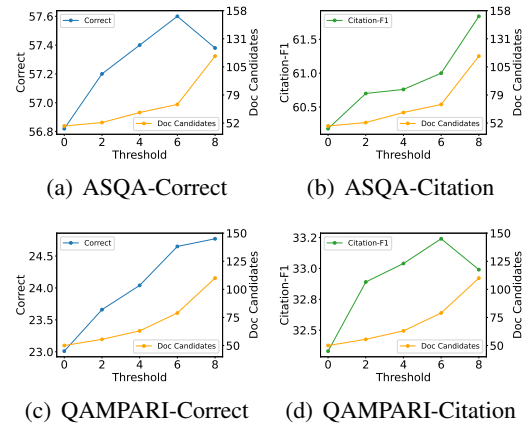 Correct
Doc Candidates
57.6
57.4
57.2
57.0
56.8
158
131
105
79
52
0 2 4 6 8
Correct
Doc Candidates
Threshold
(a) ASQA-Correct
Citation-F1
Doc Candidates
61.5
61.0
60.5
158
131
105
79
52
0 2 4 6 8
Citation-F1
Doc Candidates
Threshold
(b) ASQA-Citation
Correct
Doc Candidates
24.5
24.0
23.5
23.0
150
125
100
75
50
0 2 4 6 8
Correct
Doc Candidates
Threshold
(c) QAMPARI-Correct
Citation-F1
Doc Candidates
33.2
33.0
32.8
32.5
150
125
100
75
50
0 2 4 6 8
Citation-F1
Doc Candidates
Threshold
(d) QAMPARI-Citation